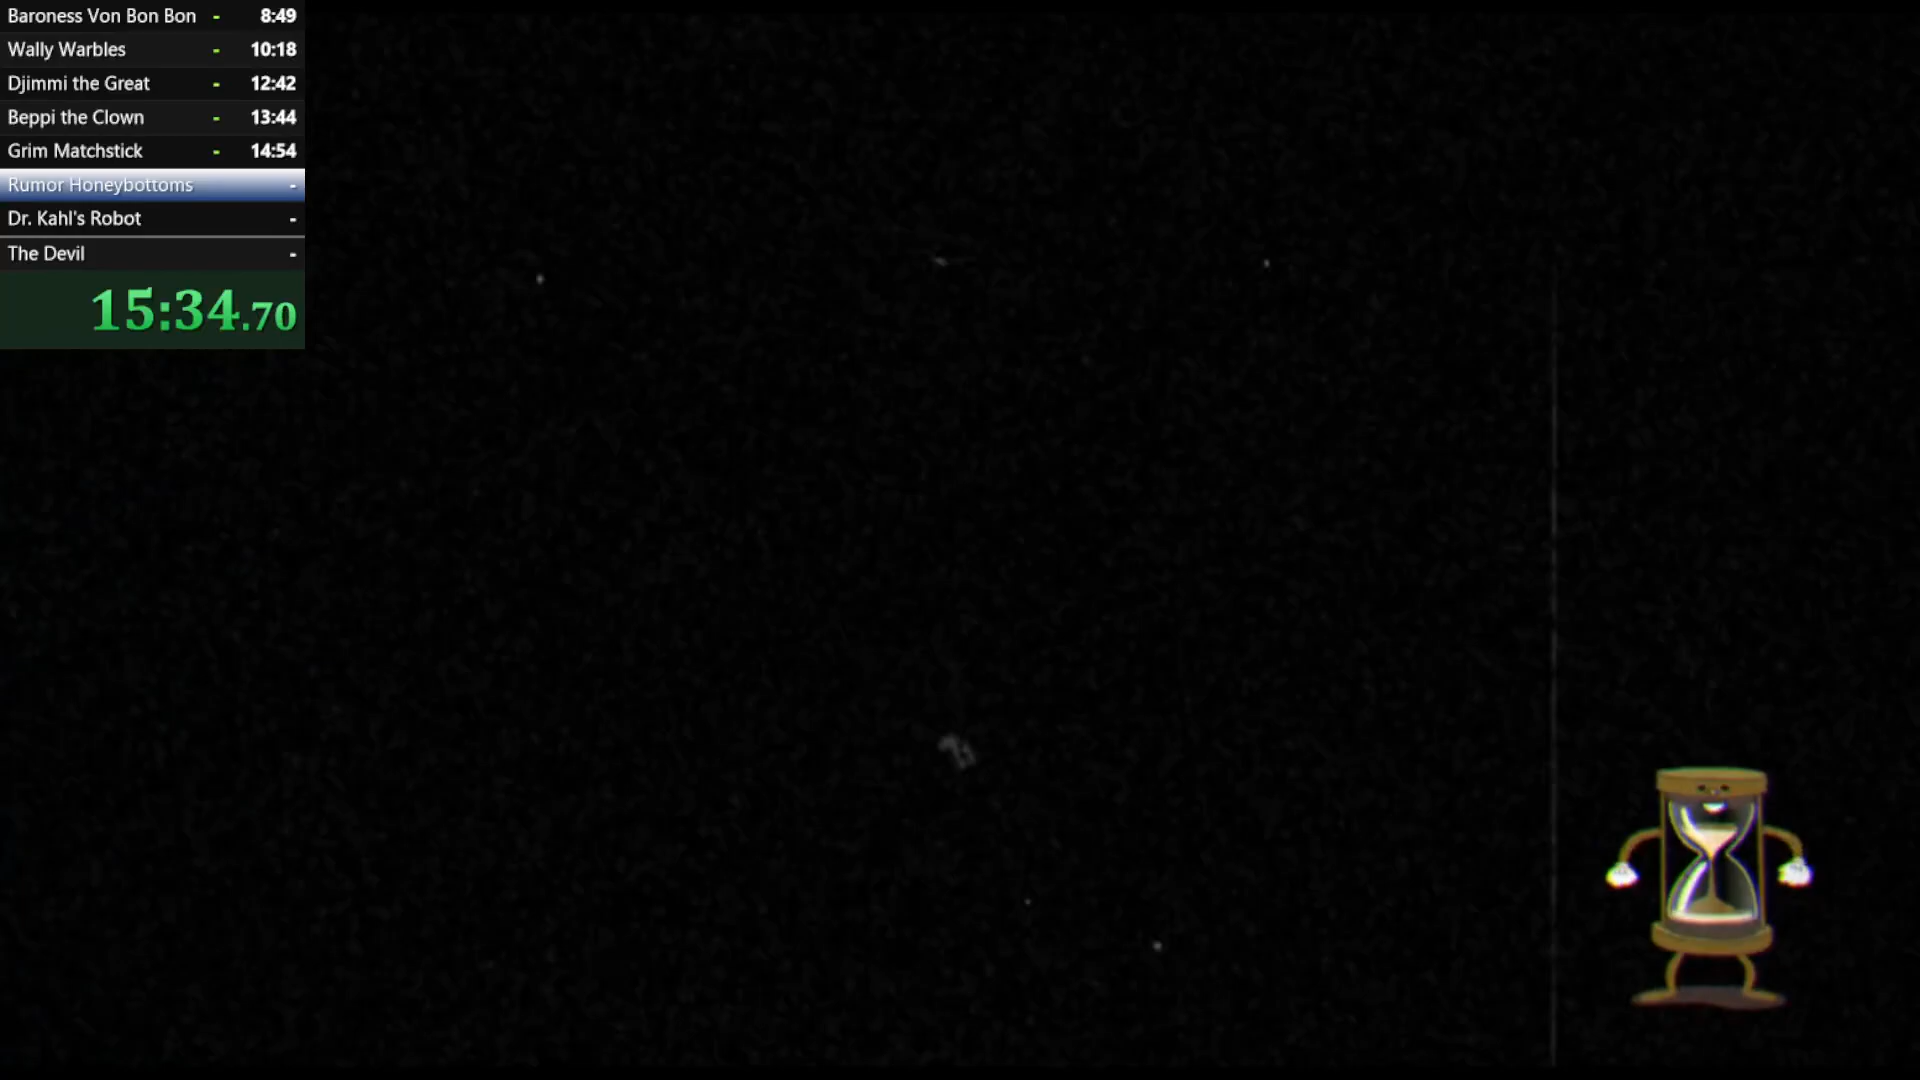 Baroness Von Bon Bon - 8:49
Wally Warbles - 10:18
Djimmi the Great - 12:42
Beppi the Clown - 13:44
Grim Matchstick - 14:54
Rumor Honeybottoms -
Dr. Kahl's Robot -
The Devil -
15:34.70